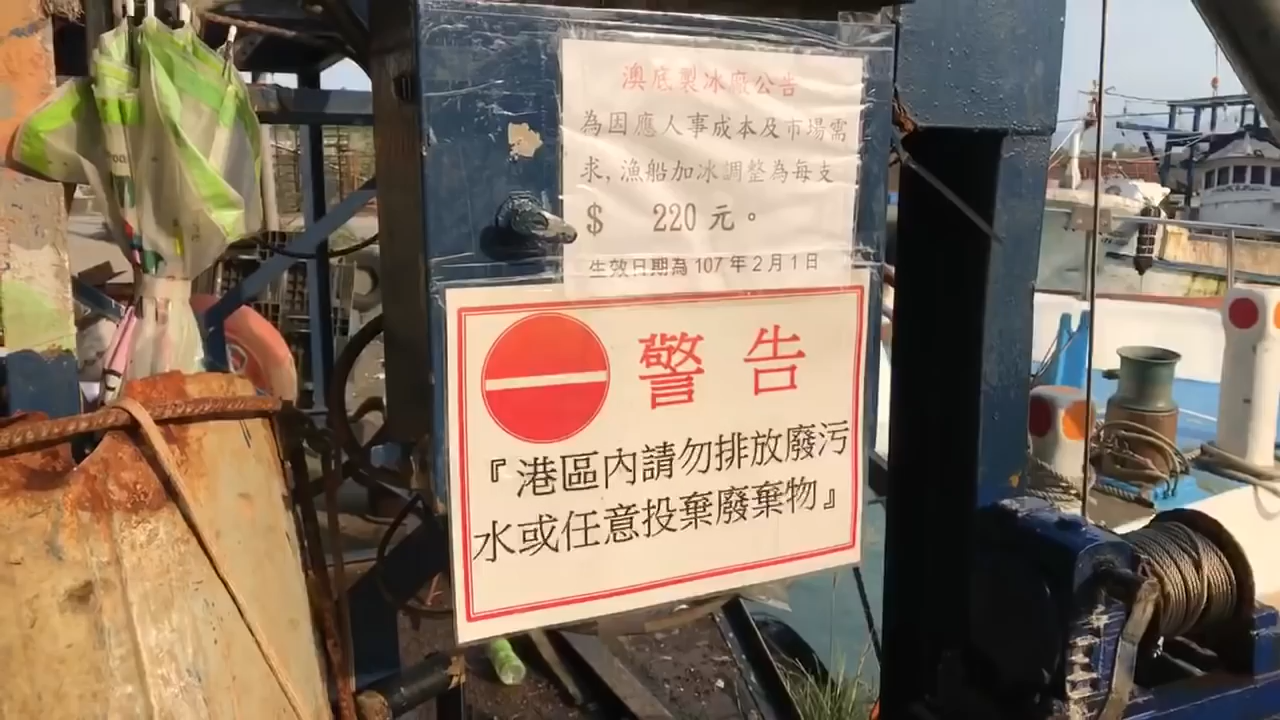 澳底製冰廠公告
為因應人事成本及市場需
求,漁船加冰調整為每支
$ 220 元。
生效日期為 107 年 2 月 1 日
警告
『港區內請勿排放廢污
水或任意投棄廢棄物』